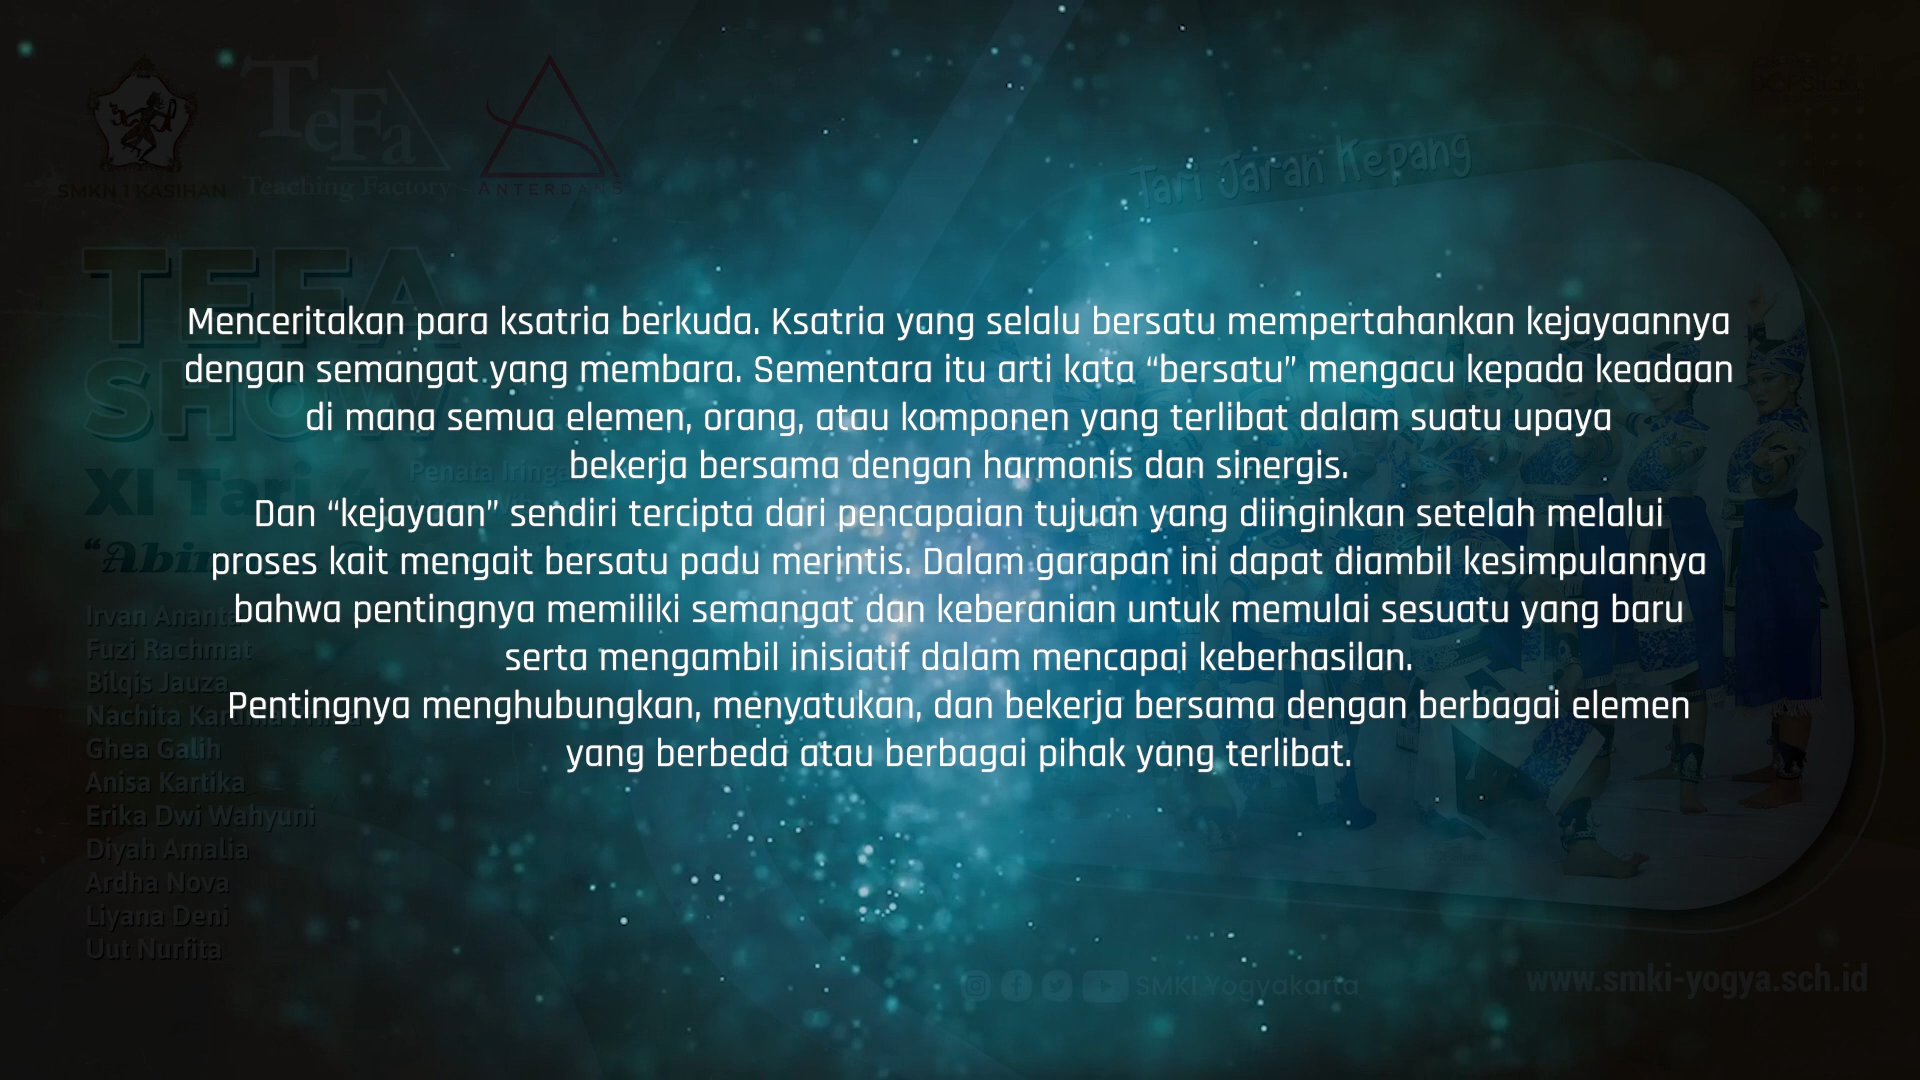 TeFa
Teaching Factory
SMKN 1 KASIHAN
ANTERDANS
Tari Jaran Kepang
TEFA
SHOW
Menceritakan para ksatria berkuda. Ksatria yang selalu bersatu mempertahankan kejayaannya
dengan semangat yang membara. Sementara itu arti kata “bersatu” mengacu kepada keadaan
di mana semua elemen, orang, atau komponen yang terlibat dalam suatu upaya
bekerja bersama dengan harmonis dan sinergis.
Dan “kejayaan” sendiri tercipta dari pencapaian tujuan yang diinginkan setelah melalui
proses kait mengait bersatu padu merintis. Dalam garapan ini dapat diambil kesimpulannya
bahwa pentingnya memiliki semangat dan keberanian untuk memulai sesuatu yang baru
serta mengambil inisiatif dalam mencapai keberhasilan.
Pentingnya menghubungkan, menyatukan, dan bekerja bersama dengan berbagai elemen
yang berbeda atau berbagai pihak yang terlibat.
XI Tari
Penata
Irvan
Fuzi Rachmat
Bilqis Jauza
Nachita
Ghea Galih
Anisa Kartika
Erika Dwi Wahyuni
Diyah Amalia
Ardha Nova
Liyana Deni
Uut Nurfita
SMKI Yogyakarta
www.smki-yogya.sch.id